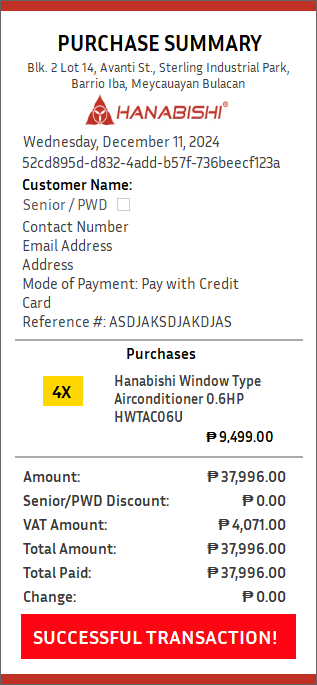 PURCHASE SUMMARY
Blk. 2 Lot 14, Avanti St., Sterling Industrial Park,
Barrio Iba, Meycauayan Bulacan
HANABISHI®
Wednesday, December 11, 2024
52cd895d-d832-4add-b57f-736beecf123a
Customer Name:
Senior / PWD
Contact Number
Email Address
Address
Mode of Payment: Pay with Credit
Card
Reference #: ASDJAKSDJAKDJAS
Purchases
4X
Hanabishi Window Type
Airconditioner 0.6HP
HWTAC06U
₱ 9,499.00
Amount: ₱ 37,996.00
Senior/PWD Discount: ₱ 0.00
VAT Amount: ₱ 4,071.00
Total Amount: ₱ 37,996.00
Total Paid: ₱ 37,996.00
Change: ₱ 0.00
SUCCESSFUL TRANSACTION!